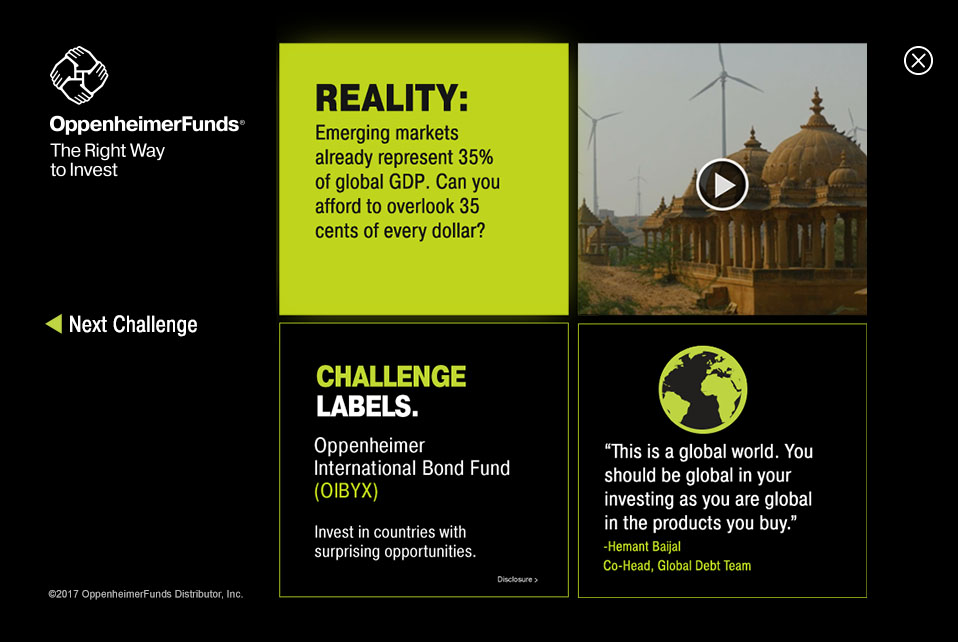 OppenheimerFunds®
The Right Way
to Invest
Next Challenge
©2017 OppenheimerFunds Distributor, Inc.
REALITY:
Emerging markets
already represent 35%
of global GDP. Can you
afford to overlook 35
cents of every dollar?
CHALLENGE
LABELS.
Oppenheimer
International Bond Fund
(OIBYX)
Invest in countries with
surprising opportunities.
Disclosure >
“This is a global world. You
should be global in your
investing as you are global
in the products you buy.”
-Hemant Baijal
Co-Head, Global Debt Team